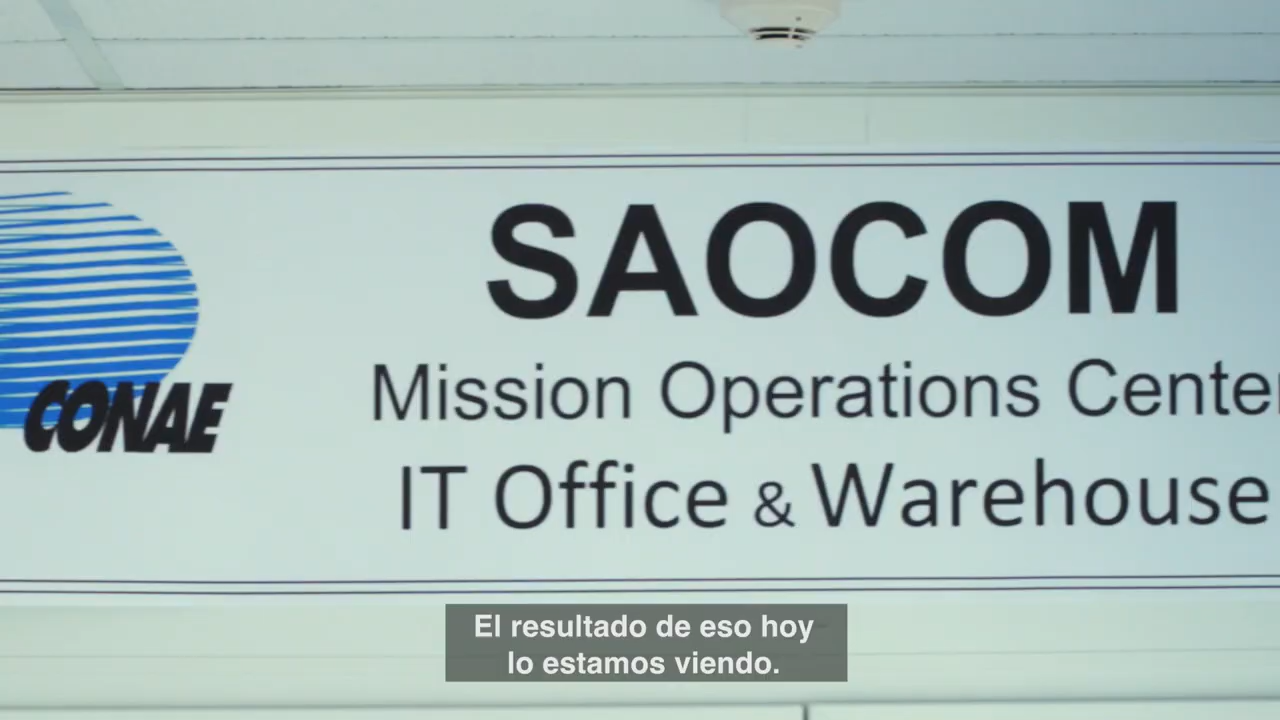 CONAE
SAOCOM
Mission Operations Center
IT Office & Warehouse
El resultado de eso hoy
lo estamos viendo.